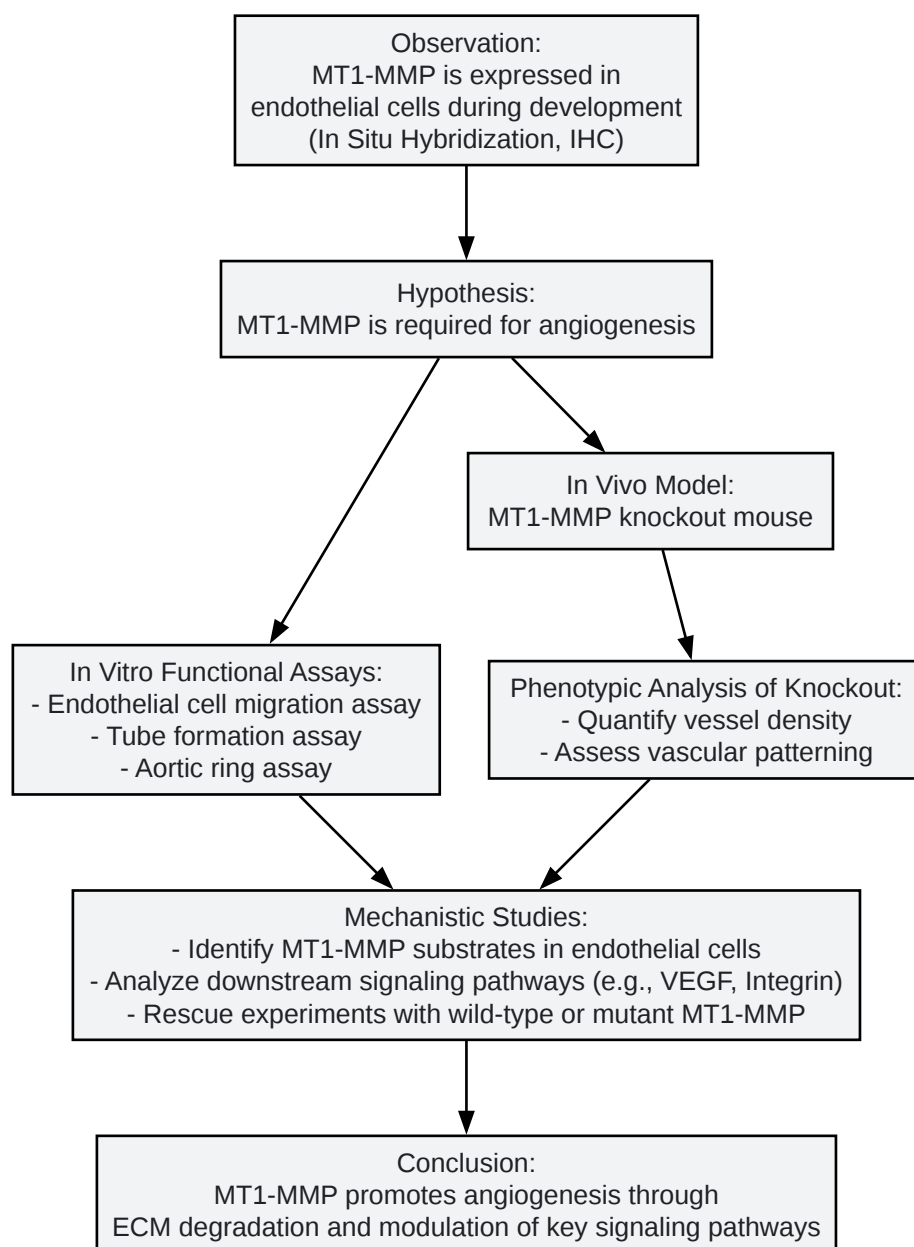 Observation:
MT1-MMP is expressed in
endothelial cells during development
(In Situ Hybridization, IHC)
Hypothesis:
MT1-MMP is required for angiogenesis
In Vivo Model:
MT1-MMP knockout mouse
In Vitro Functional Assays:
- Endothelial cell migration assay
- Tube formation assay
- Aortic ring assay
Phenotypic Analysis of Knockout:
- Quantify vessel density
- Assess vascular patterning
Mechanistic Studies:
- Identify MT1-MMP substrates in endothelial cells
- Analyze downstream signaling pathways (e.g., VEGF, Integrin)
- Rescue experiments with wild-type or mutant MT1-MMP
Conclusion:
MT1-MMP promotes angiogenesis through
ECM degradation and modulation of key signaling pathways